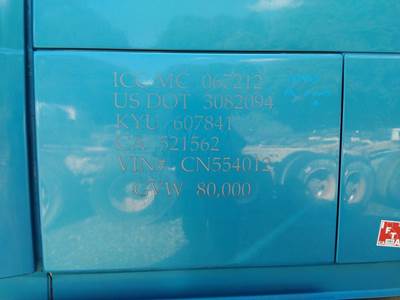 ICC MC 067212
US DOT 3082094
KYU 607841
CA 521562
VIN# CN554012
GVW 80,000
F
T
A